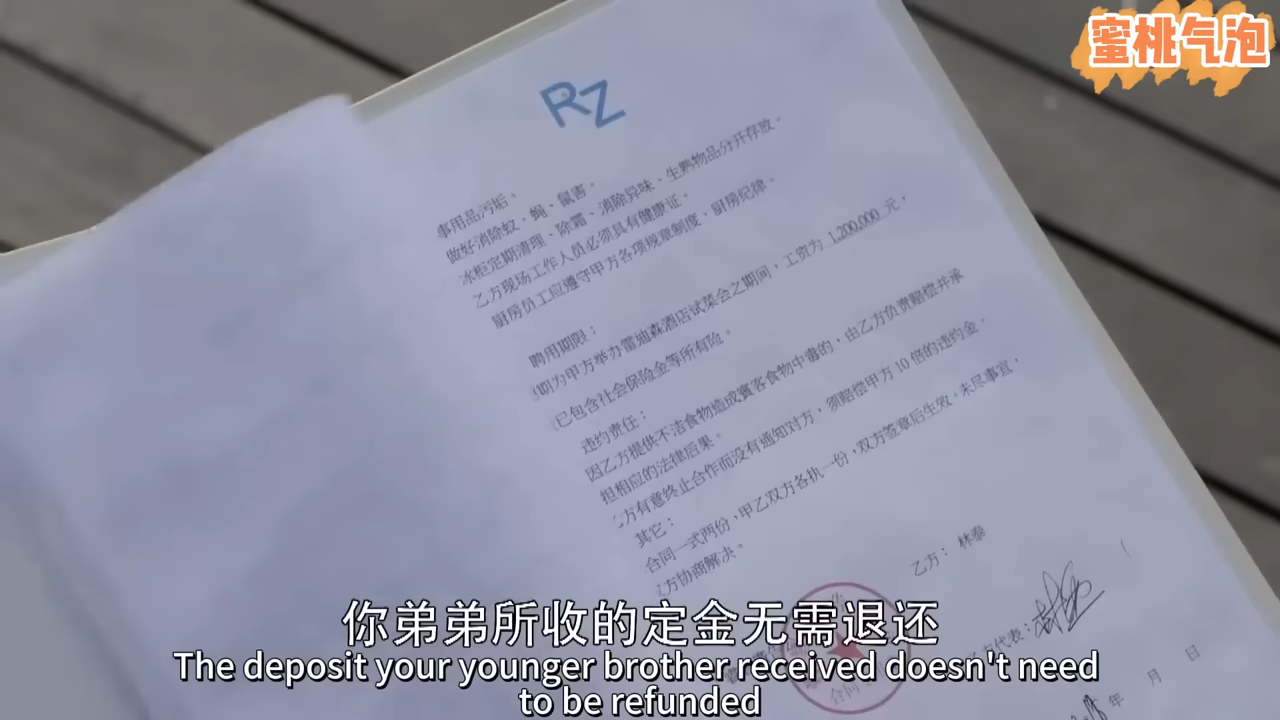 蜜桃气泡
RZ
事用品污垢。
做好消除蚊、蝇、鼠害。
冰柜定期清理、除霜、消除异味,生熟物品分开存放。
乙方现场工作人员必须具有健康证。
厨房员工应遵守甲方各项规章制度、厨房纪律。
聘用期限:
期为甲方举办雷迪森酒店试菜会之期间,工资为 1,200,000 元,
已包含社会保险金等所有险。
违约责任:
因乙方提供不洁食物造成賓客食物中毒的,由乙方负责赔偿并承
担相应的法律后果。
方有意终止合作而没有通知对方,须赔偿甲方 10 倍的违约金。
其它:
合同一式两份,甲乙双方各执一份,双方签章后生效。未尽事宜,
方协商解决。
乙方:林泰
方代表:
合同
年 月 日
你弟弟所收的定金无需退还
The deposit your younger brother received doesn't need
to be refunded